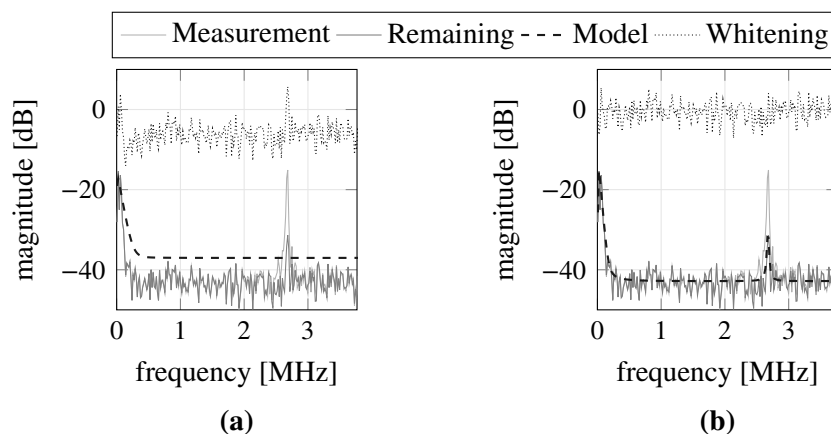 Measurement Remaining Model Whitening
0
−20
−40
magnitude [dB]
0 1 2 3
frequency [MHz]
(a)
0
−20
−40
magnitude [dB]
0 1 2 3
frequency [MHz]
(b)